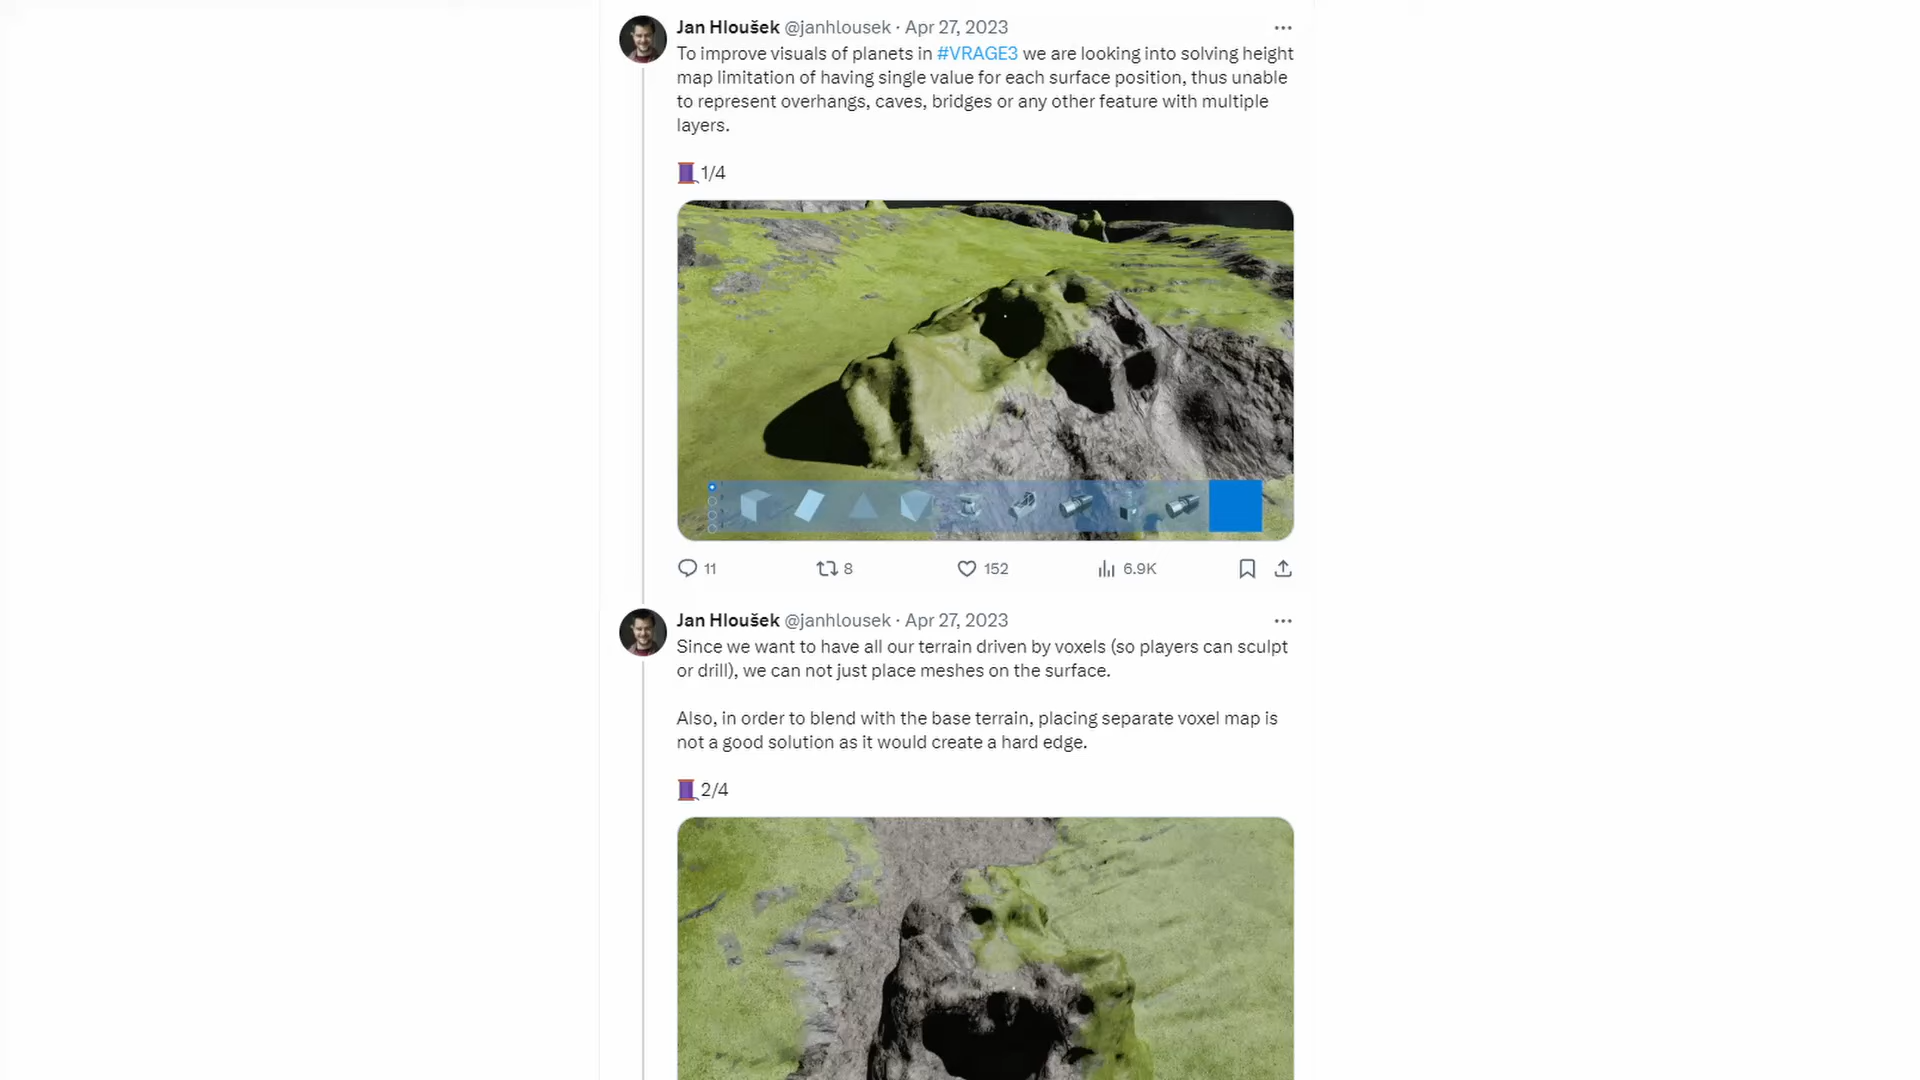 Jan Hloušek @janhlousek · Apr 27, 2023
To improve visuals of planets in #VRAGE3 we are looking into solving height
map limitation of having single value for each surface position, thus unable
to represent overhangs, caves, bridges or any other feature with multiple
layers.
🧵1/4
11 8 152 6.9K
Jan Hloušek @janhlousek · Apr 27, 2023
Since we want to have all our terrain driven by voxels (so players can sculpt
or drill), we can not just place meshes on the surface.
Also, in order to blend with the base terrain, placing separate voxel map is
not a good solution as it would create a hard edge.
🧵2/4